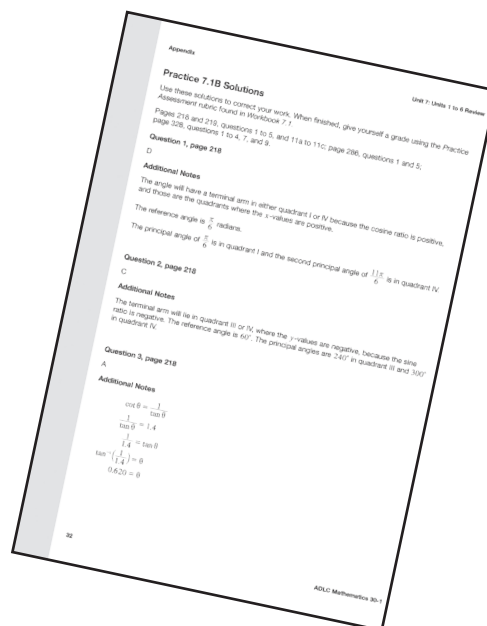 Appendix
Unit 7: Units 1 to 6 Review
Practice 7.1B Solutions
Use these solutions to correct your work. When finished, give yourself a grade using the Practice
Assessment rubric found in Workbook 7.1.
Pages 218 and 219, questions 1 to 5, and 11a to 11c; page 286, questions 1 and 5;
page 328, questions 1 to 4, 7, and 9.
Question 1, page 218
D
Additional Notes
The angle will have a terminal arm in either quadrant I or IV because the cosine ratio is positive,
and those are the quadrants where the x-values are positive.
The reference angle is π/6 radians.
The principal angle of π/6 is in quadrant I and the second principal angle of 11π/6 is in quadrant IV.
Question 2, page 218
C
Additional Notes
The terminal arm will lie in quadrant III or IV, where the y-values are negative, because the sine
ratio is negative. The reference angle is 60°. The principal angles are 240° in quadrant III and 300°
in quadrant IV.
Question 3, page 218
A
Additional Notes
cot θ = 1/tan θ
1/tan θ = 1.4
1/1.4 = tan θ
tan⁻¹(1/1.4) = θ
0.620 = θ
32
ADLC Mathematics 30-1